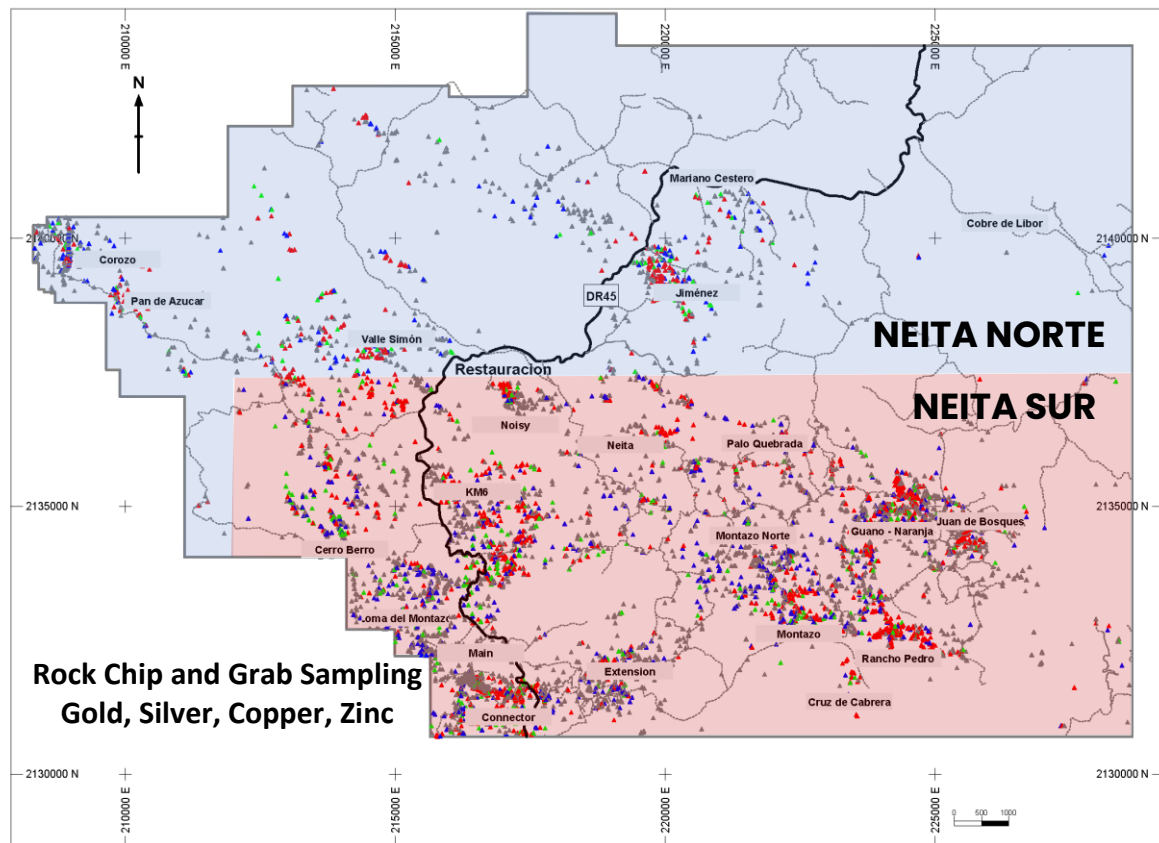 210000 E
215000 E
220000 E
225000 E
N
Mariano Cestero
Cobre de Libor
2140000 N
2140000 N
Corozo
Pan de Azucar
DR45
Jiménez
Valle Simón
NEITA NORTE
Restauracion
NEITA SUR
Noisy
Neita
Palo Quebrada
KM6
2135000 N
2135000 N
Juan de Bosques
Guano - Naranja
Montazo Norte
Cerro Berro
Loma del Montazo
Montazo
Main
Rancho Pedro
Extension
Rock Chip and Grab Sampling
Gold, Silver, Copper, Zinc
Cruz de Cabrera
Connector
2130000 N
2130000 N
0 500 1000
210000 E
215000 E
220000 E
225000 E